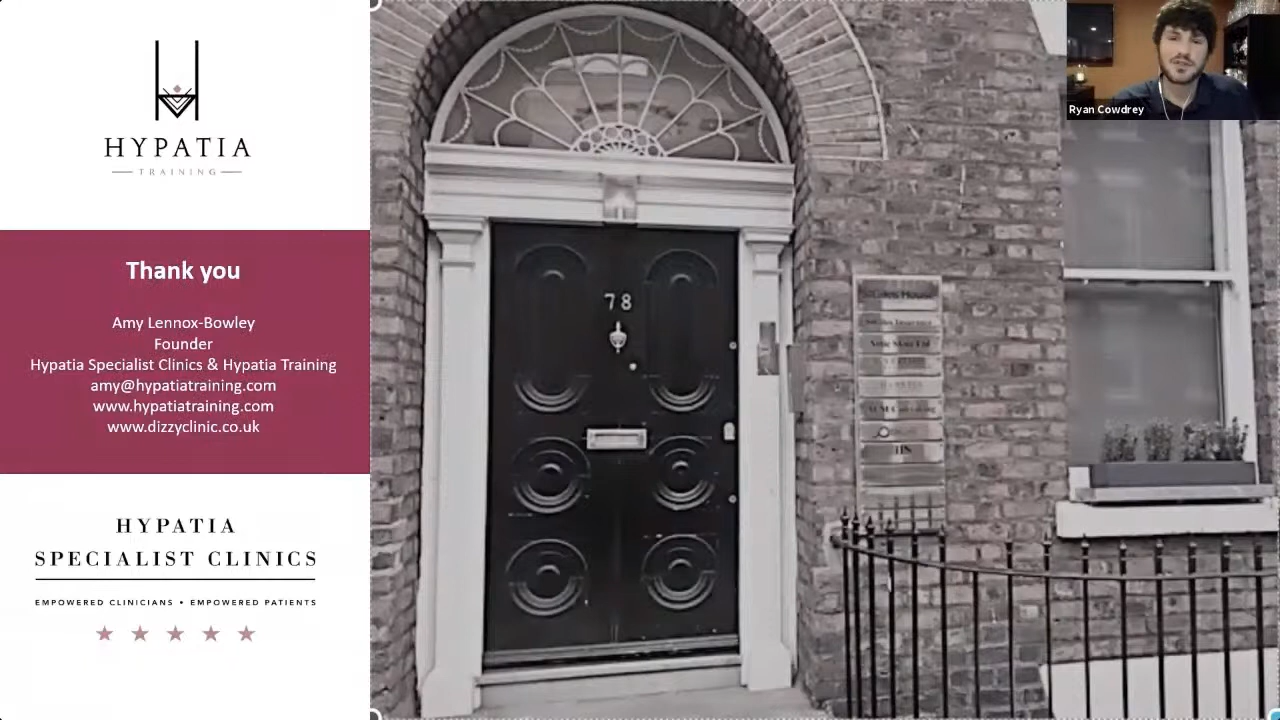 HYPATIA
TRAINING
Thank you
Amy Lennox-Bowley
Founder
Hypatia Specialist Clinics & Hypatia Training
amy@hypatiatraining.com
www.hypatiatraining.com
www.dizzyclinic.co.uk
HYPATIA
SPECIALIST CLINICS
EMPOWERED CLINICIANS • EMPOWERED PATIENTS
78
Ryan Cowdrey